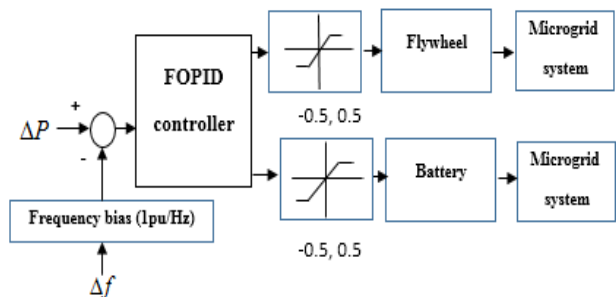 FOPID
controller
Flywheel
Microgrid
system
-0.5, 0.5
ΔP
+
-
Battery
Microgrid
system
-0.5, 0.5
Frequency bias (1pu/Hz)
Δf